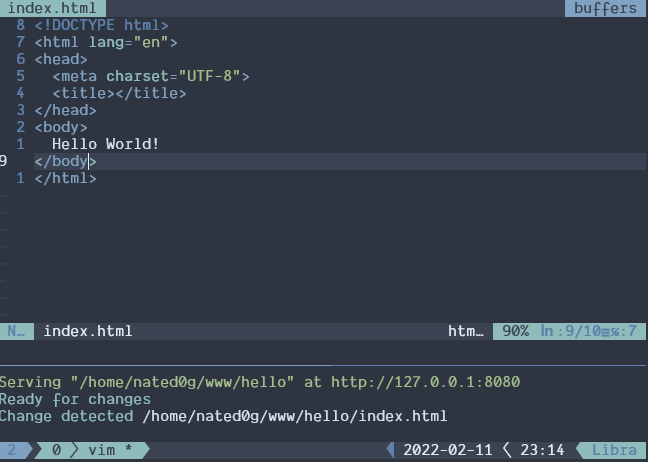 index.html buffers
8 <!DOCTYPE html>
7 <html lang="en">
6 <head>
5   <meta charset="UTF-8">
4   <title></title>
3 </head>
2 <body>
1   Hello World!
9 </body>
1 </html>
~
~
~
~
~
~
~
~
N… index.html htm… 90% ln:9/10≡℅:7
Serving "/home/nated0g/www/hello" at http://127.0.0.1:8080
Ready for changes
Change detected /home/nated0g/www/hello/index.html
2 0 vim * 2022-02-11 23:14 Libra